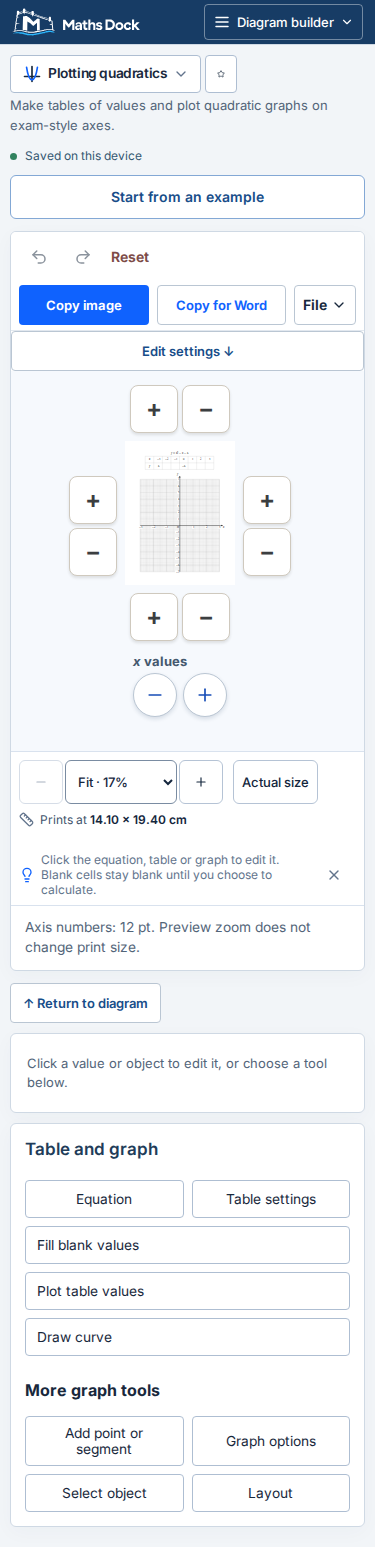 Maths Dock
Diagram builder
Plotting quadratics
Make tables of values and plot quadratic graphs on
exam-style axes.
Saved on this device
Start from an example
Reset
Copy image
Copy for Word
File
Edit settings ↓
+ −
+ +
− −
+ −
x values
− +
− Fit · 17% + Actual size
Prints at 14.10 × 19.40 cm
Click the equation, table or graph to edit it.
Blank cells stay blank until you choose to
calculate.
Axis numbers: 12 pt. Preview zoom does not
change print size.
↑ Return to diagram
Click a value or object to edit it, or choose a tool
below.
Table and graph
Equation
Table settings
Fill blank values
Plot table values
Draw curve
More graph tools
Add point or
segment
Graph options
Select object
Layout